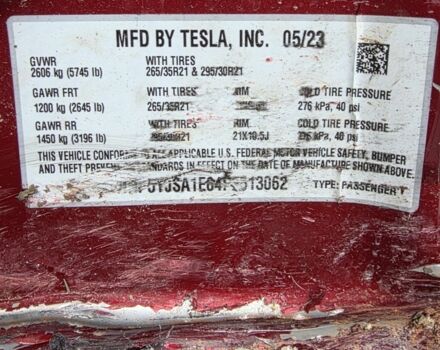 MFD BY TESLA, INC. 05/23
GVWR WITH TIRES
2606 kg (5745 lb) 265/35R21 & 295/30R21
GAWR FRT WITH TIRES RIM COLD TIRE PRESSURE
1200 kg (2645 lb) 265/35R21 276 kPa, 40 psi
GAWR RR WITH TIRES RIM COLD TIRE PRESSURE
1450 kg (3196 lb) 21X10.5J kPa, 40 psi
THIS VEHICLE CONFORMS TO ALL APPLICABLE U.S. FEDERAL MOTOR VEHICLE SAFETY, BUMPER
AND THEFT PREVENTION STANDARDS IN EFFECT ON THE DATE OF MANUFACTURE SHOWN ABOVE.
TYPE: PASSENGER